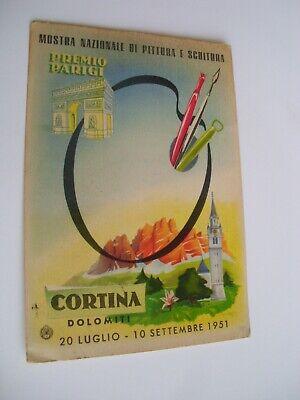 MOSTRA NAZIONALE DI PITTURA E SCULTURA
PREMIO
PARIGI
CORTINA
DOLOMITI
20 LUGLIO - 10 SETTEMBRE 1951